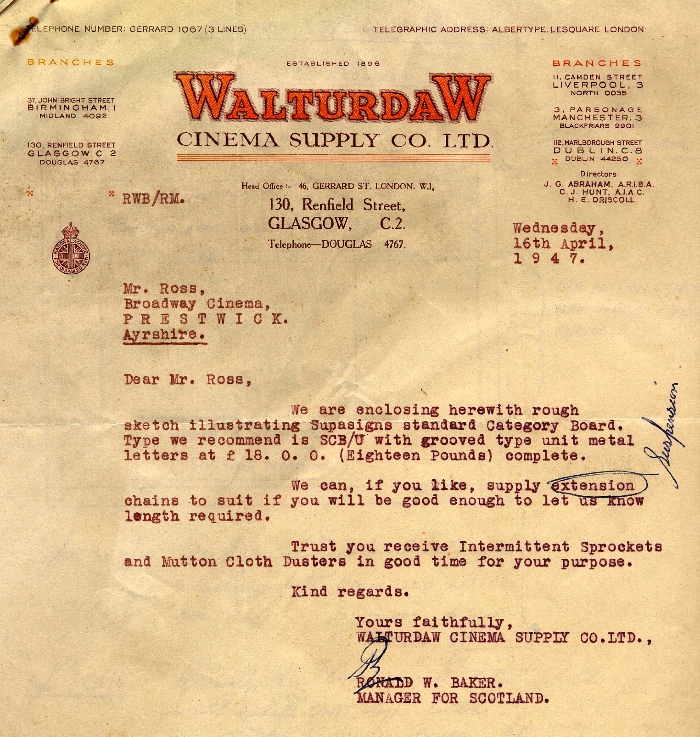 TELEPHONE NUMBER: GERRARD 1067 (3 LINES)
TELEGRAPHIC ADDRESS: ALBERTYPE, LESQUARE, LONDON
BRANCHES
37, JOHN BRIGHT STREET
BIRMINGHAM, 1
MIDLAND 4092
130, RENFIELD STREET
GLASGOW, C 2
DOUGLAS 4767
ESTABLISHED 1896
WALTURDAW
CINEMA SUPPLY CO. LTD.
BRANCHES
11, CAMDEN STREET
LIVERPOOL, 3
NORTH 0035
3, PARSONAGE
MANCHESTER, 3
BLACKFRIARS 9901
112, MARLBOROUGH STREET
DUBLIN, C. 8
DUBLIN 44250
Directors:
J. G. ABRAHAM, A.R.I.B.A.
C. J. HUNT, A.I.A.C.
H. E. DRISCOLL
Head Office :- 46, GERRARD ST. LONDON. W.1,
130, Renfield Street,
GLASGOW, C.2.
Telephone—DOUGLAS 4767.
RWB/RM.
Wednesday,
16th April,
1 9 4 7.
Mr. Ross,
Broadway Cinema,
P R E S T W I C K.
Ayrshire.
Dear Mr. Ross,
We are enclosing herewith rough
sketch illustrating Supasigns standard Category Board.
Type we recommend is SCB/U with grooved type unit metal
letters at £ 18. 0. 0. (Eighteen Pounds) complete.
Suspension
We can, if you like, supply extension
chains to suit if you will be good enough to let us know
length required.
Trust you receive Intermittent Sprockets
and Mutton Cloth Dusters in good time for your purpose.
Kind regards.
Yours faithfully,
WALTURDAW CINEMA SUPPLY CO.LTD.,
RONALD W. BAKER.
MANAGER FOR SCOTLAND.